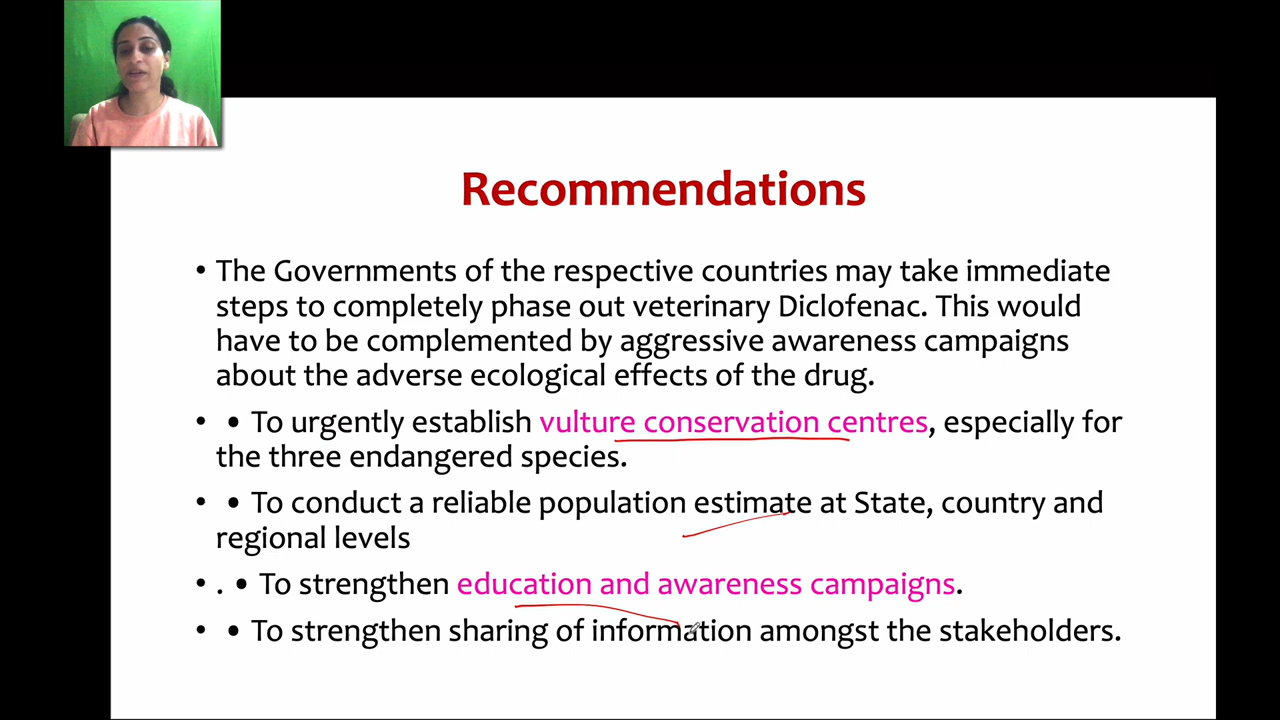 Recommendations
• The Governments of the respective countries may take immediate
steps to completely phase out veterinary Diclofenac. This would
have to be complemented by aggressive awareness campaigns
about the adverse ecological effects of the drug.
• • To urgently establish vulture conservation centres, especially for
the three endangered species.
• • To conduct a reliable population estimate at State, country and
regional levels
• . • To strengthen education and awareness campaigns.
• • To strengthen sharing of information amongst the stakeholders.